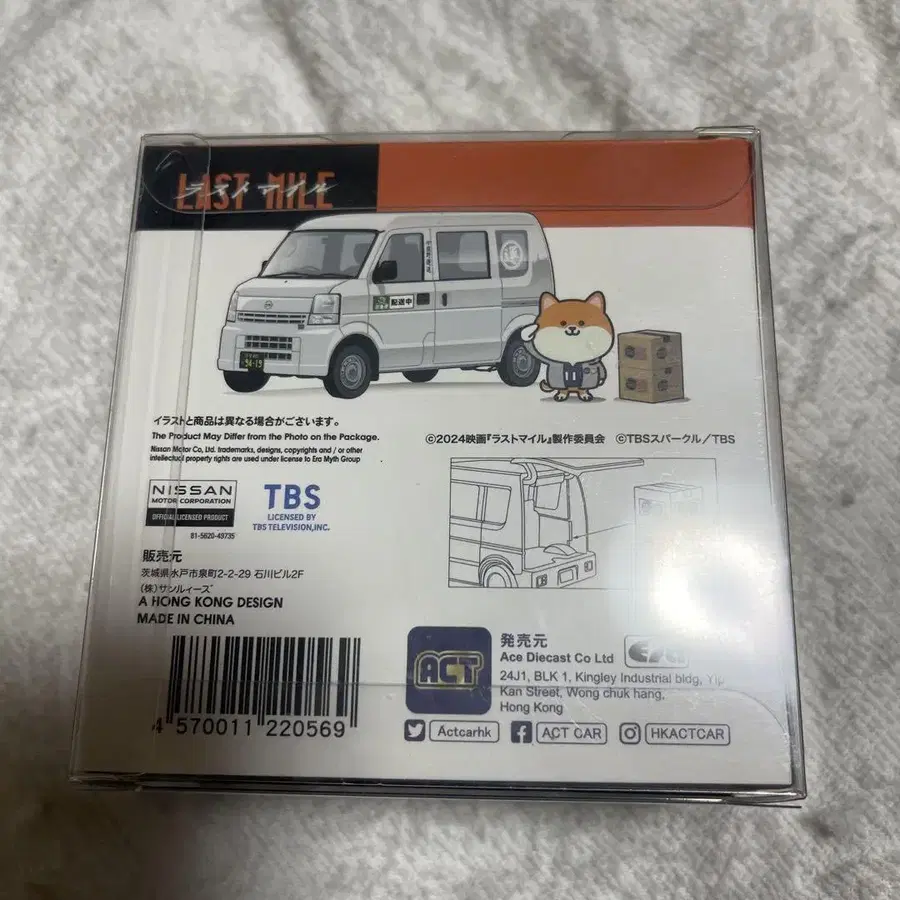 LAST MILE
ラストマイル
運
配送中
94-19
イラストと商品は異なる場合がございます。
The Product May Differ from the Photo on the Package.
Nissan Motor Co, Ltd. trademarks, designs, copyrights and / or other
intellectual property rights are used under license to Era Myth Group
©2024映画『ラストマイル』製作委員会 ©TBSスパークル／TBS
NISSAN
MOTOR CORPORATION
OFFICIAL LICENSED PRODUCT
81-5620-49735
TBS
LICENSED BY
TBS TELEVISION,INC.
販売元
茨城県水戸市泉町2-2-29 石川ビル2F
(株)サンルイーズ
A HONG KONG DESIGN
MADE IN CHINA
4 570011 220569
ACT
発売元
Ace Diecast Co Ltd
24J1, BLK 1, Kingley Industrial bldg, Yip
Kan Street, Wong chuk hang,
Hong Kong
Actcarhk
ACT CAR
HKACTCAR